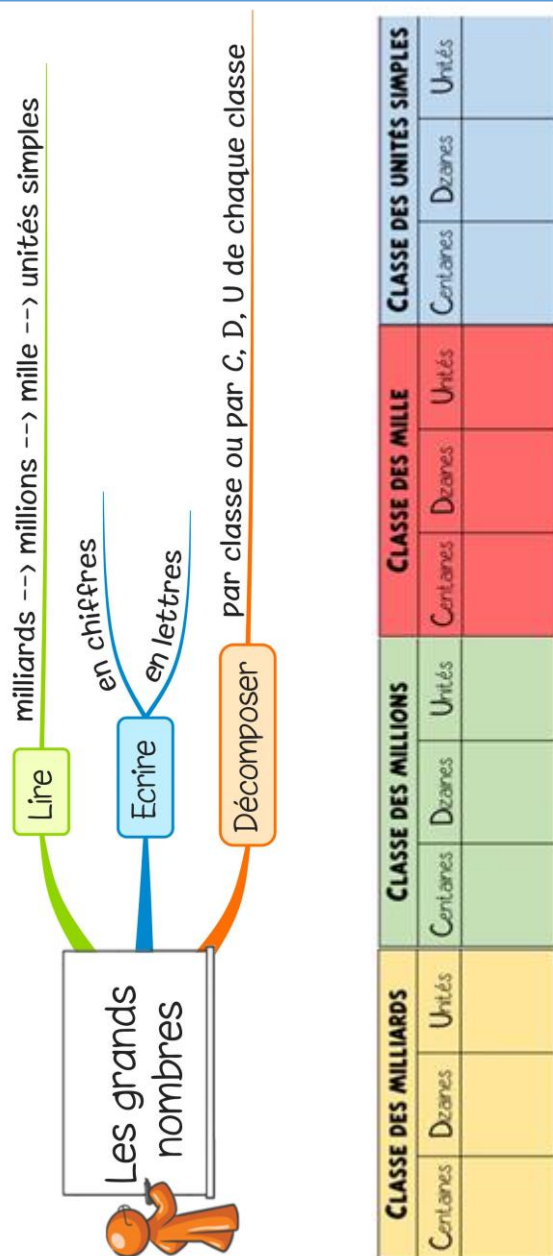 Les grands
nombres
Lire
milliards --> millions --> mille --> unités simples
Ecrire
en chiffres
en lettres
Décomposer
par classe ou par C, D, U de chaque classe
CLASSE DES MILLIARDS CLASSE DES MILLIONS CLASSE DES MILLE CLASSE DES UNITÉS SIMPLES
Centaines Dizaines Unités Centaines Dizaines Unités Centaines Dizaines Unités Centaines Dizaines Unités